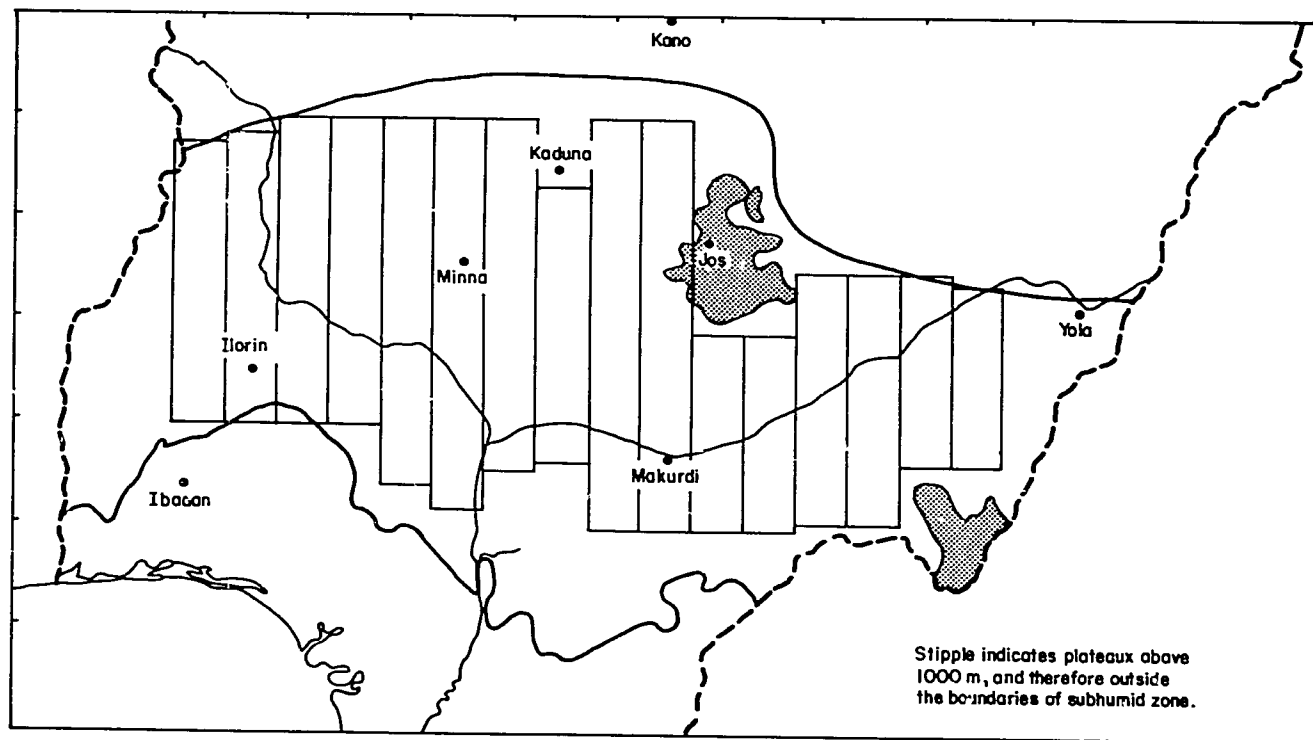 Kano
Kaduna
Jos
Minna
Yola
Ilorin
Makurdi
Ibadan
Stipple indicates plateaux above
1000 m, and therefore outside
the boundaries of subhumid zone.